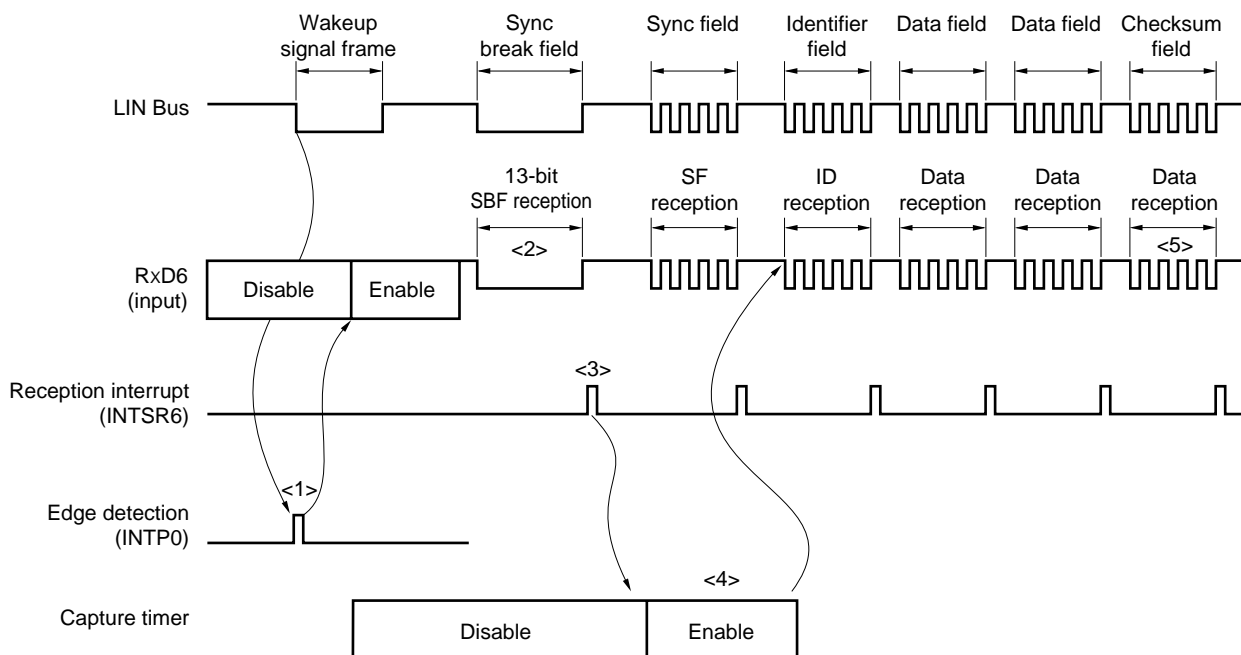 Wakeup
signal frame
Sync
break field
Sync field
Identifier
field
Data field
Data field
Checksum
field
LIN Bus
13-bit
SBF reception
SF
reception
ID
reception
Data
reception
Data
reception
Data
reception
<2>
<5>
RxD6
(input)
Disable
Enable
Reception interrupt
(INTSR6)
<3>
Edge detection
(INTP0)
<1>
Capture timer
Disable
Enable
<4>